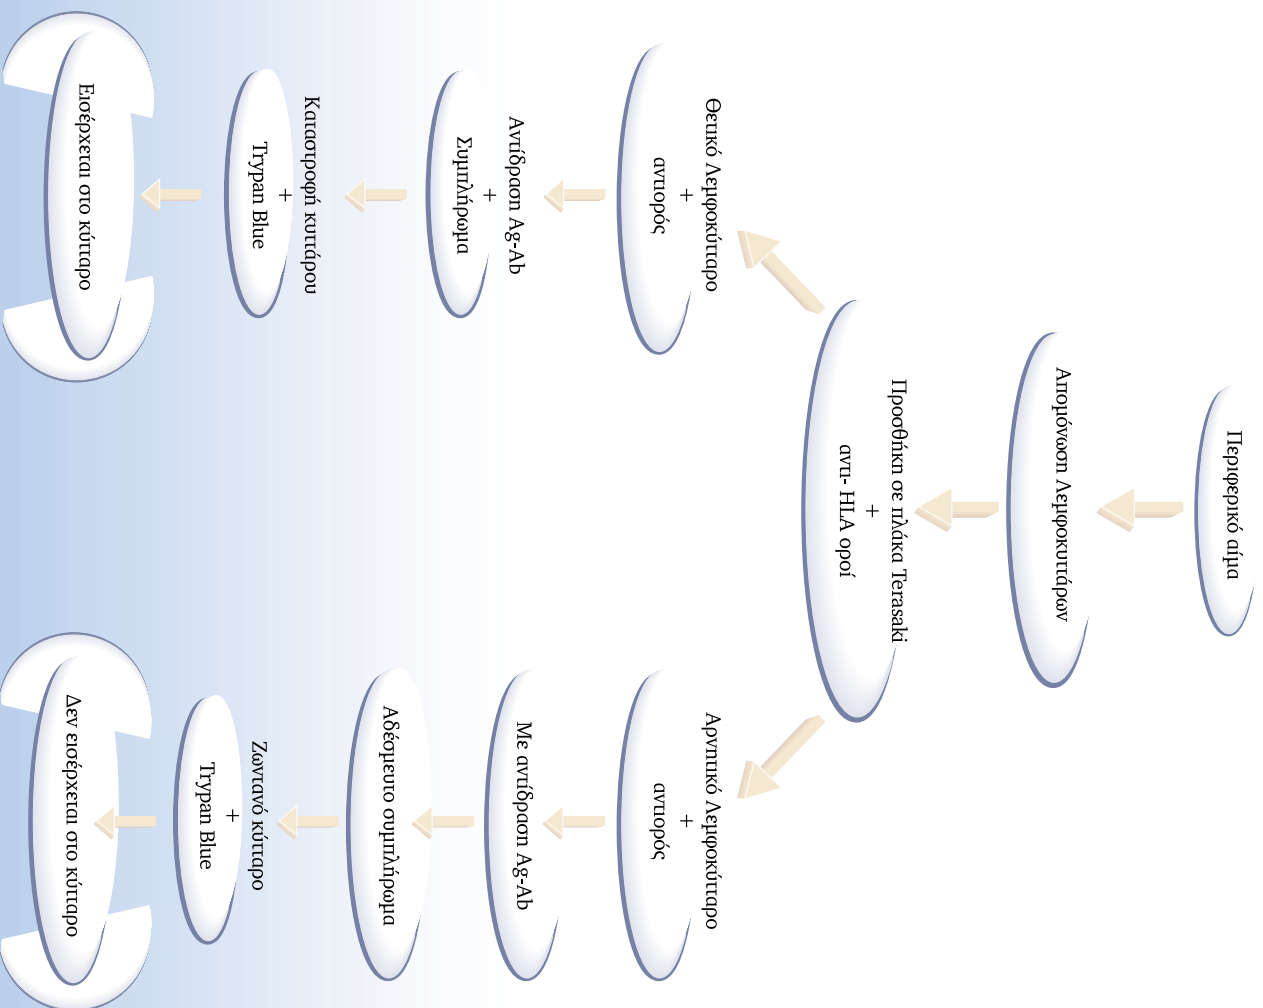 Περιφερικό αίμα
Απομόνωση Λεμφοκυττάρων
Προσθήκη σε πλάκα Terasaki
+
αντι- HLA οροί
Θετικό Λεμφοκύτταρο
+
αντιορός
Αντίδραση Ag-Ab
+
Συμπλήρωμα
Καταστροφή κυττάρου
+
Trypan Blue
Εισέρχεται στο κύτταρο
Αρνητικό Λεμφοκύτταρο
+
αντιορός
Με αντίδραση Ag-Ab
Αδέσμευτο συμπλήρωμα
Ζωντανό κύτταρο
+
Trypan Blue
Δεν εισέρχεται στο κύτταρο